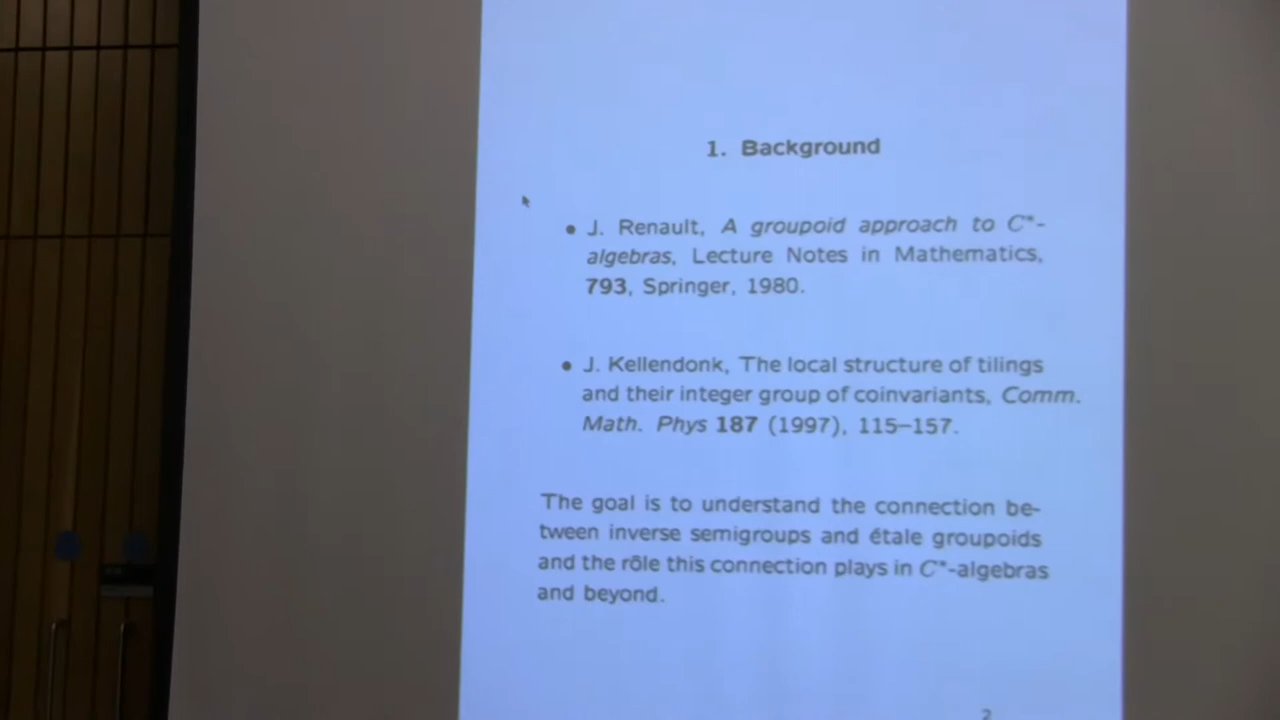 1. Background
• J. Renault, A groupoid approach to C*-
algebras, Lecture Notes in Mathematics,
793, Springer, 1980.
• J. Kellendonk, The local structure of tilings
and their integer group of coinvariants, Comm.
Math. Phys 187 (1997), 115–157.
The goal is to understand the connection be-
tween inverse semigroups and étale groupoids
and the rôle this connection plays in C*-algebras
and beyond.
2